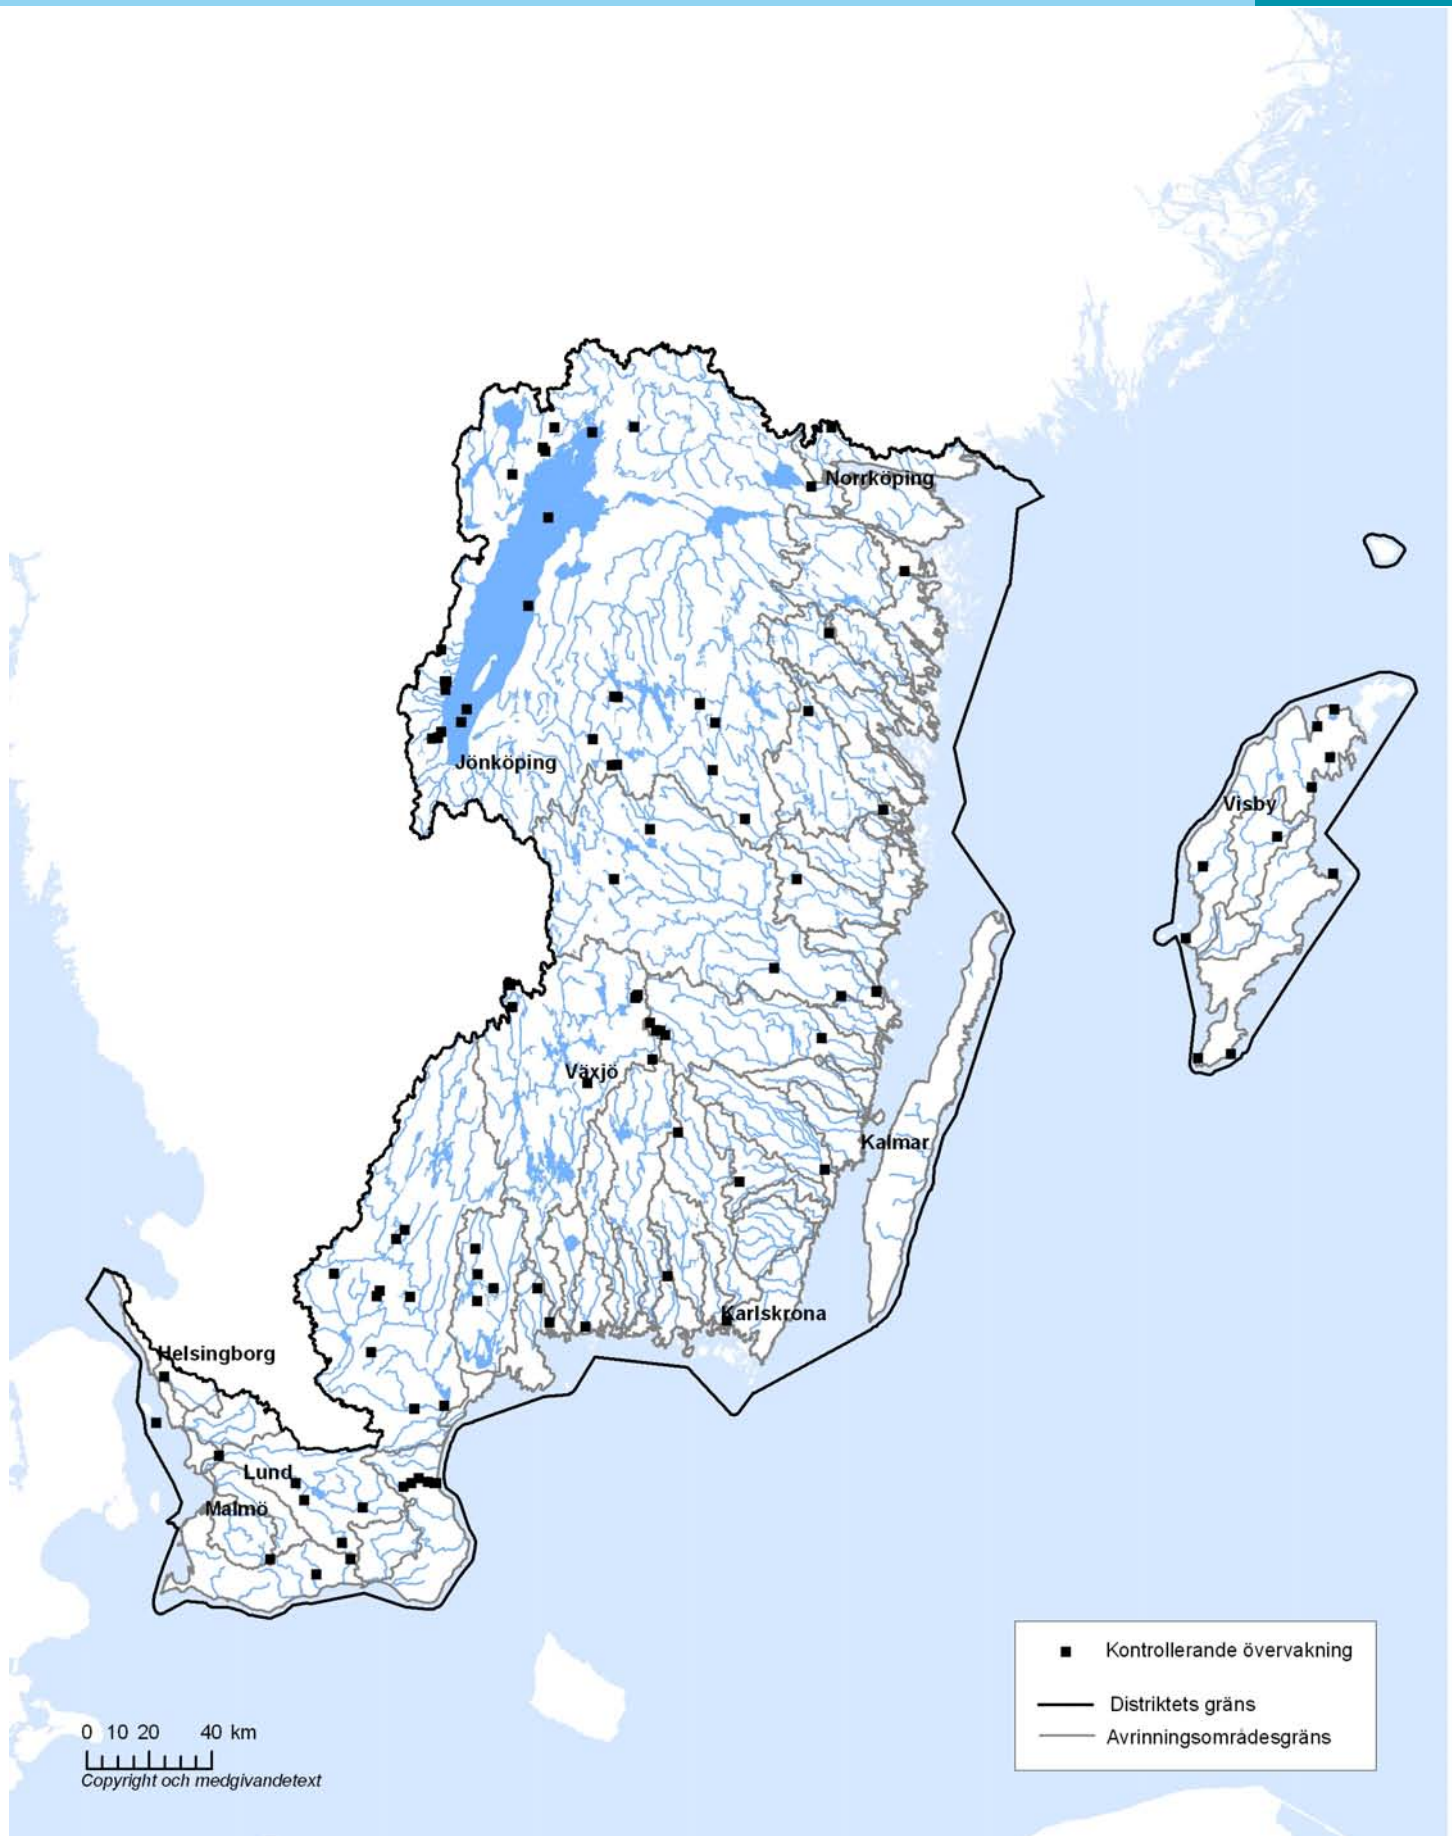 Norrköping
Jönköping
Visby
Växjö
Kalmar
Karlskrona
Helsingborg
Lund
Malmö
Kontrollerande övervakning
Distriktets gräns
Avrinningsområdesgräns
0 10 20 40 km
Copyright och medgivandetext